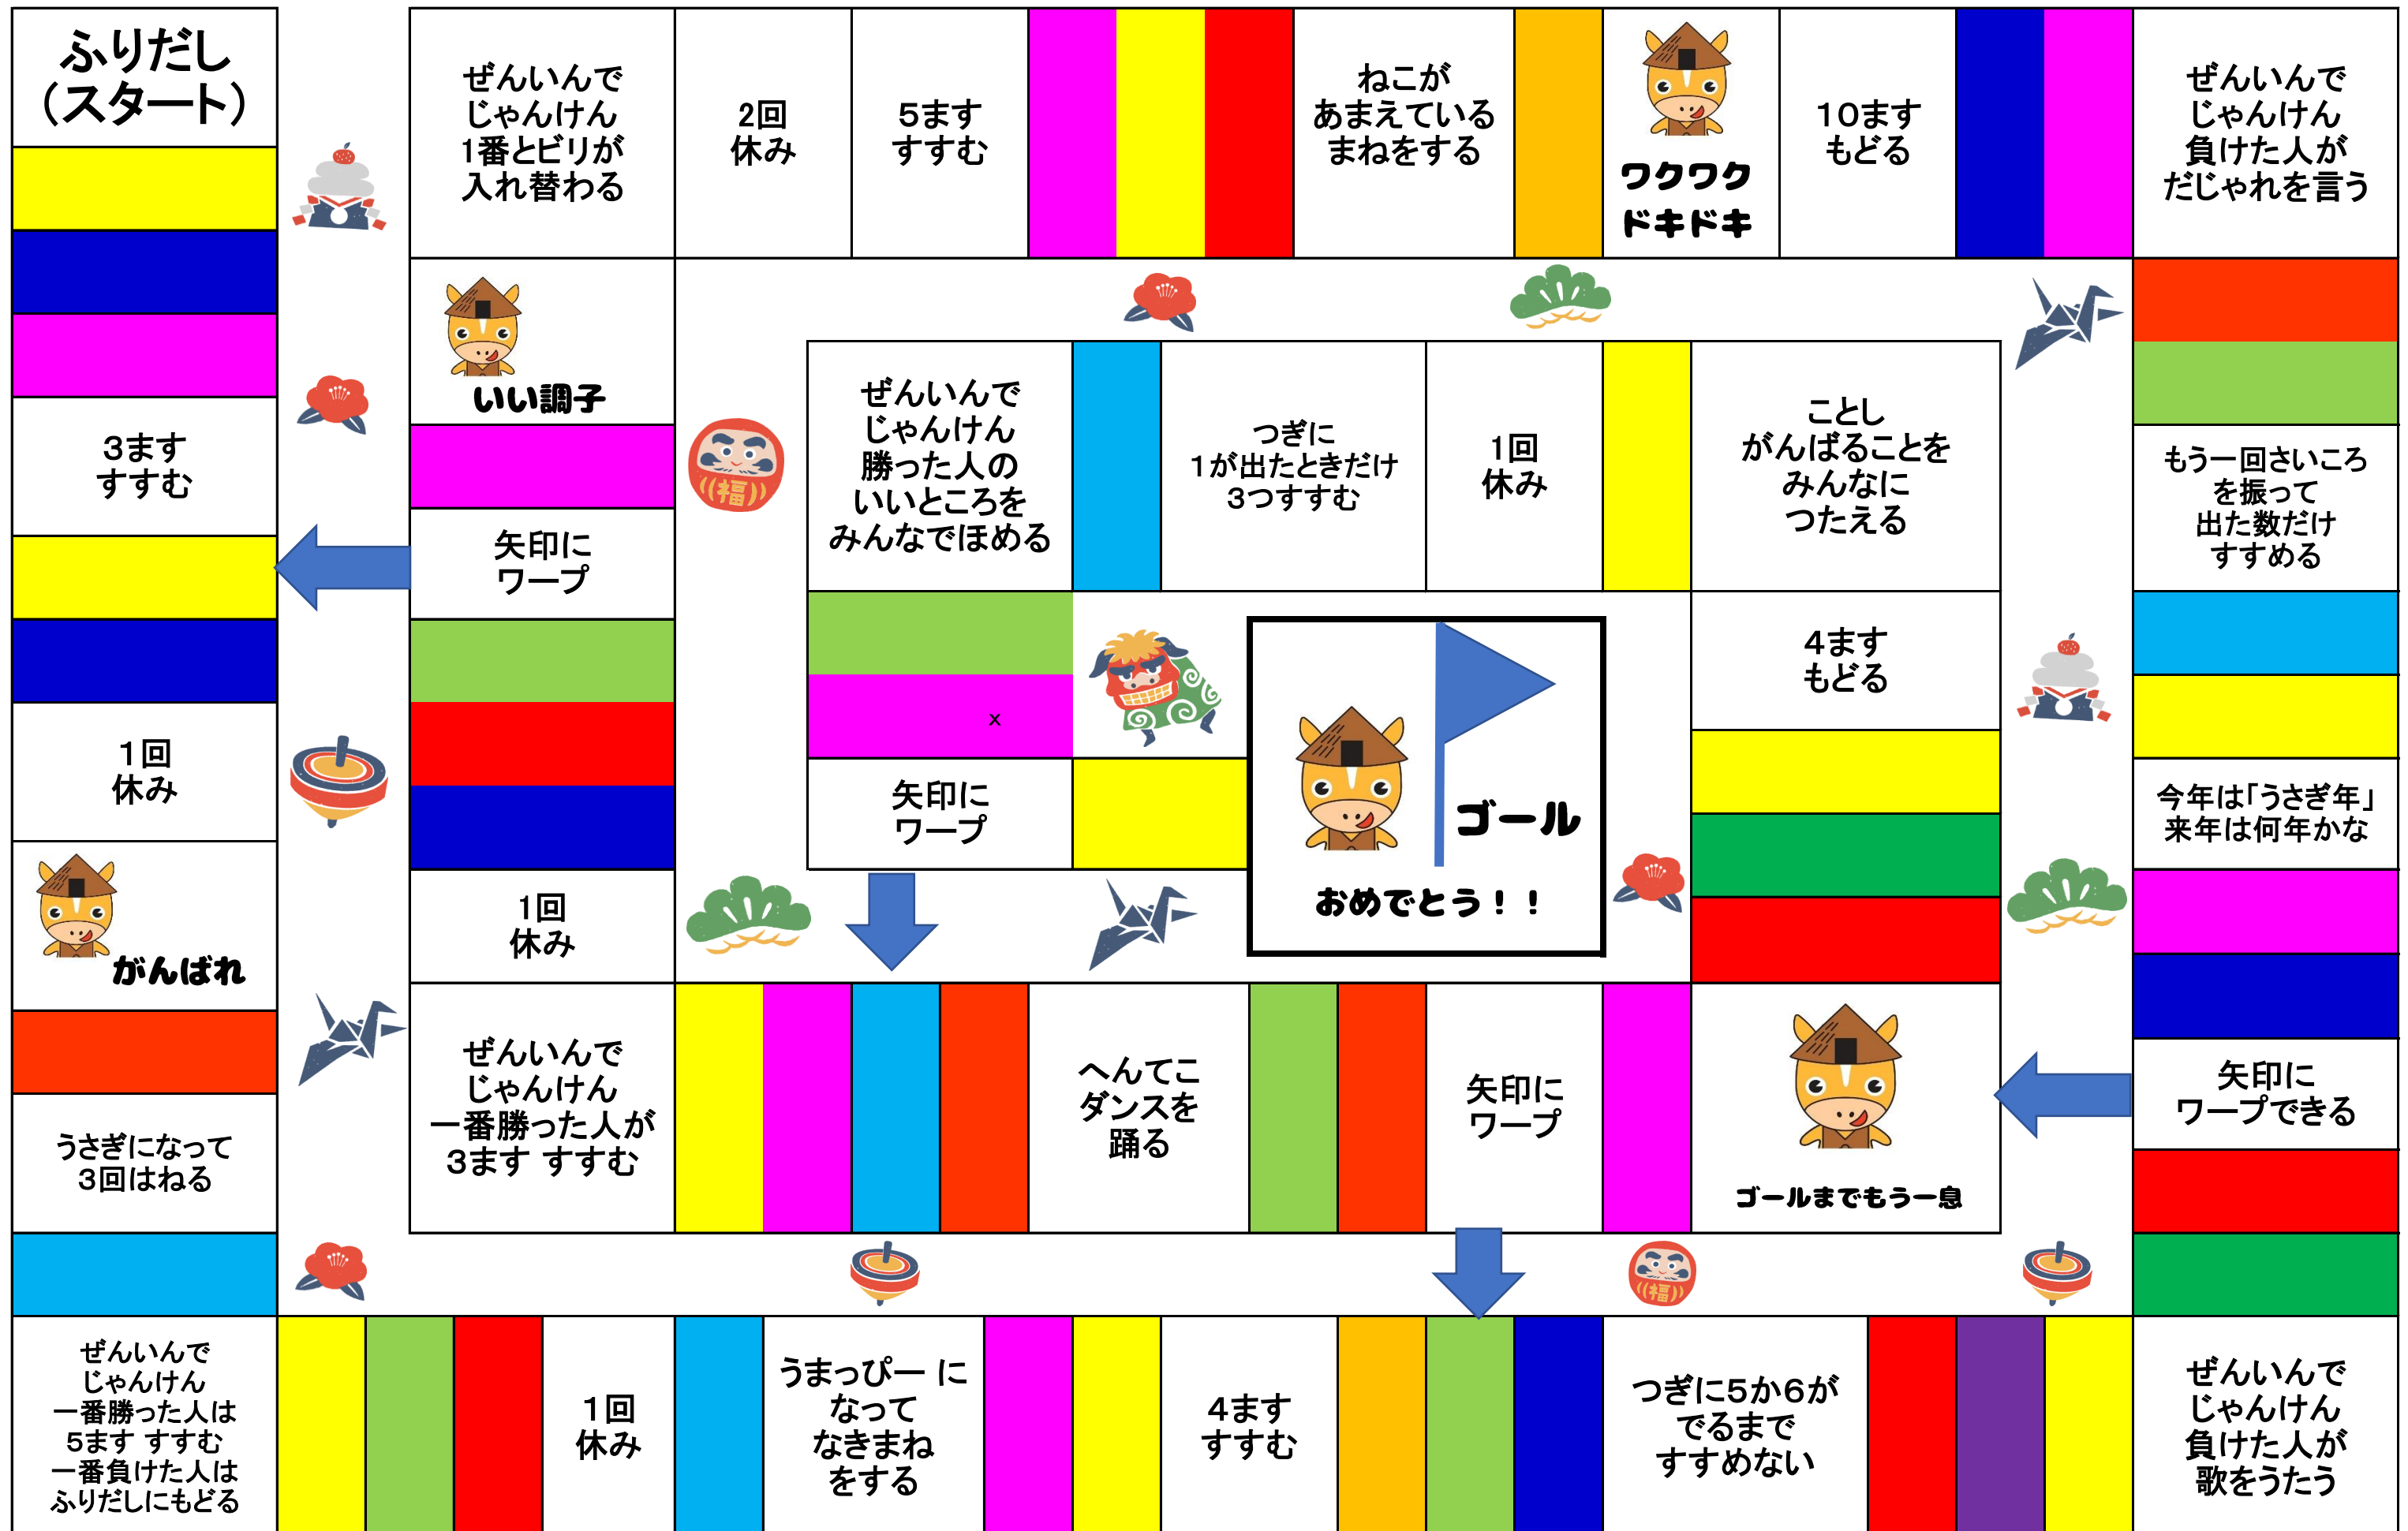 ふりだし
（スタート）
3ます
すすむ
1回
休み
がんばれ
うさぎになって
3回はねる
ぜんいんで
じゃんけん
一番勝った人は
5ます すすむ
一番負けた人は
ふりだしにもどる
1回
休み
うまっぴー に
なって
なきまね
をする
4ます
すすむ
つぎに5か6が
でるまで
すすめない
ぜんいんで
じゃんけん
負けた人が
歌をうたう
矢印に
ワープできる
今年は「うさぎ年」
来年は何年かな
もう一回さいころ
を振って
出た数だけ
すすめる
ぜんいんで
じゃんけん
負けた人が
だじゃれを言う
10ます
もどる
ワクワク
ドキドキ
ねこが
あまえている
まねをする
5ます
すすむ
2回
休み
ぜんいんで
じゃんけん
1番とビリが
入れ替わる
いい調子
矢印に
ワープ
1回
休み
ぜんいんで
じゃんけん
一番勝った人が
3ます すすむ
へんてこ
ダンスを
踊る
矢印に
ワープ
ゴールまでもう一息
4ます
もどる
ことし
がんばることを
みんなに
つたえる
1回
休み
つぎに
1が出たときだけ
3つすすむ
ぜんいんで
じゃんけん
勝った人の
いいところを
みんなでほめる
x
矢印に
ワープ
ゴール
おめでとう！！
福
福